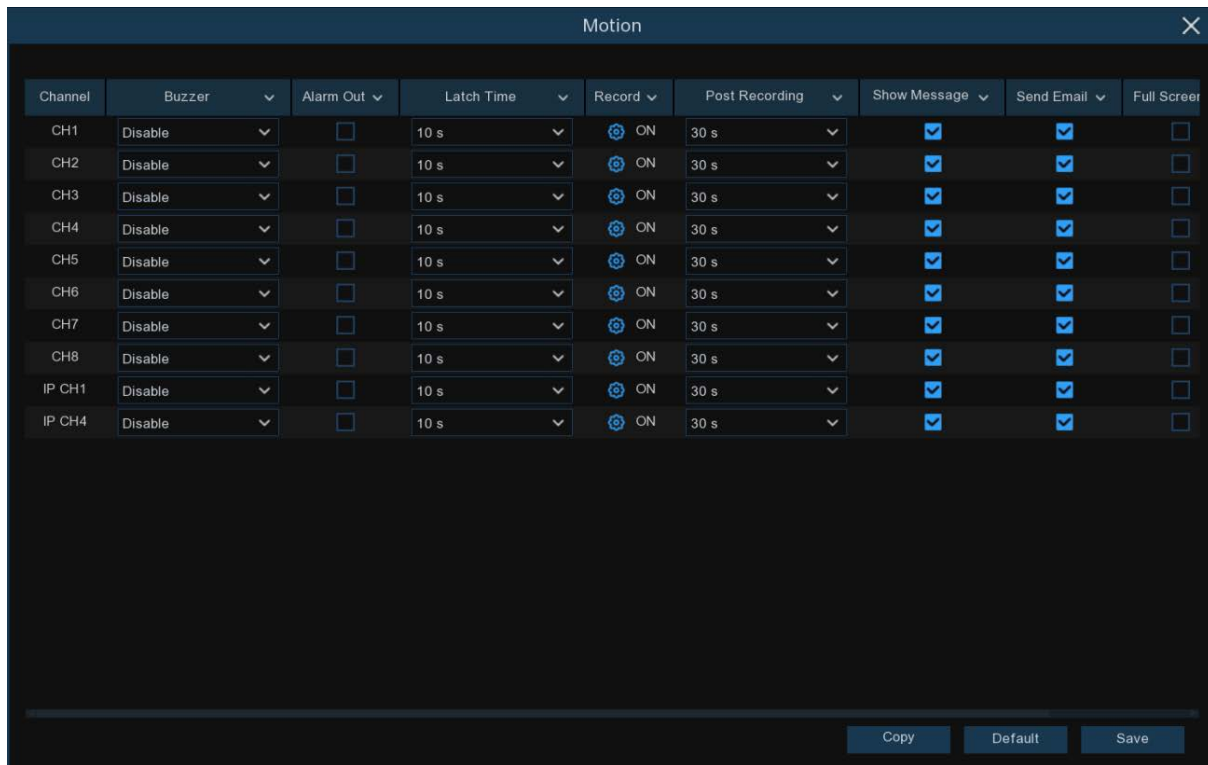 Motion
Channel Buzzer Alarm Out Latch Time Record Post Recording Show Message Send Email Full Screen
CH1 Disable 10 s ON 30 s
CH2 Disable 10 s ON 30 s
CH3 Disable 10 s ON 30 s
CH4 Disable 10 s ON 30 s
CH5 Disable 10 s ON 30 s
CH6 Disable 10 s ON 30 s
CH7 Disable 10 s ON 30 s
CH8 Disable 10 s ON 30 s
IP CH1 Disable 10 s ON 30 s
IP CH4 Disable 10 s ON 30 s
Copy Default Save